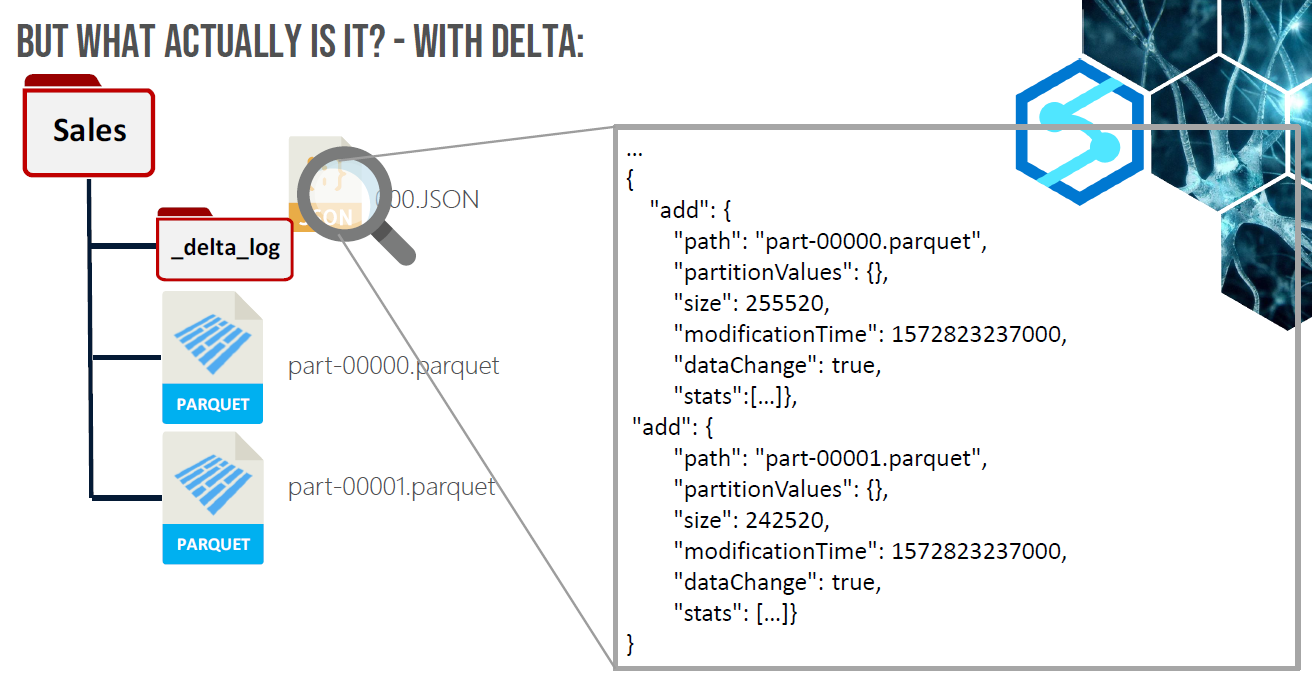 BUT WHAT ACTUALLY IS IT? - WITH DELTA:
Sales
_delta_log
{ }
JSON
000.JSON
part-00000.parquet
PARQUET
part-00001.parquet
PARQUET
...
{
"add": {
"path": "part-00000.parquet",
"partitionValues": {},
"size": 255520,
"modificationTime": 1572823237000,
"dataChange": true,
"stats":[...]},
"add": {
"path": "part-00001.parquet",
"partitionValues": {},
"size": 242520,
"modificationTime": 1572823237000,
"dataChange": true,
"stats": [...]}
}